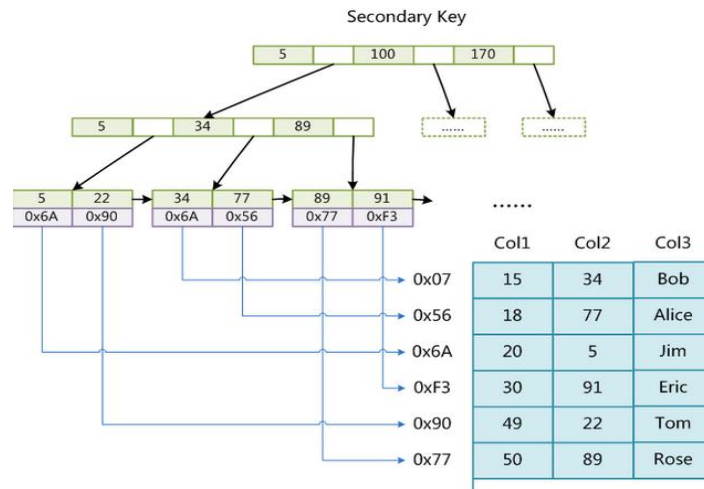 Secondary Key
5 100 170
5 34 89
...... ......
5 22 34 77 89 91
0x6A 0x90 0x6A 0x56 0x77 0xF3
......
Col1 Col2 Col3
0x07 15 34 Bob
0x56 18 77 Alice
0x6A 20 5 Jim
0xF3 30 91 Eric
0x90 49 22 Tom
0x77 50 89 Rose